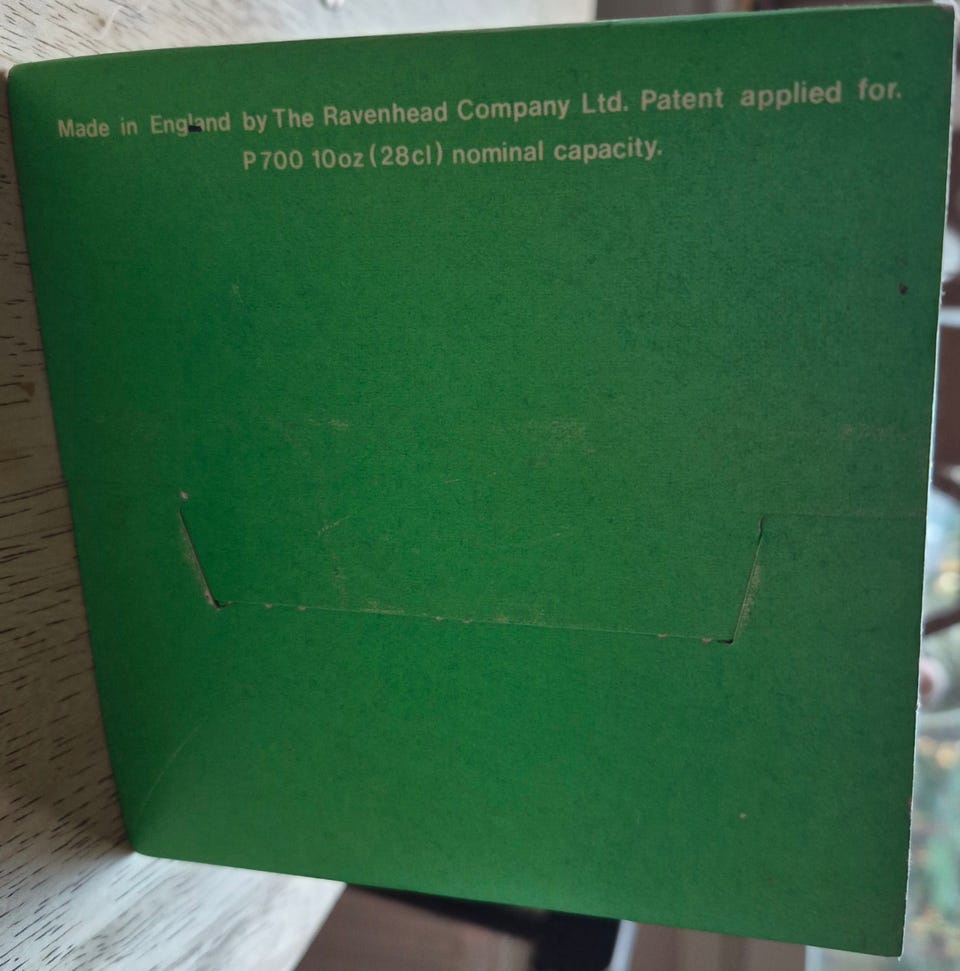 Made in England by The Ravenhead Company Ltd. Patent applied for.
P700 10oz (28cl) nominal capacity.